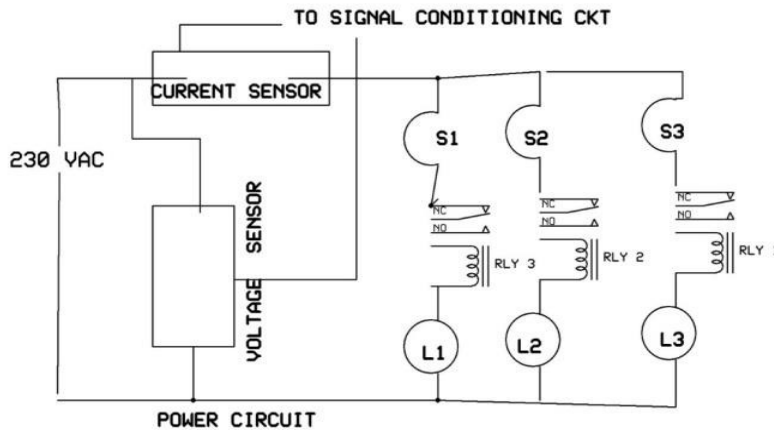 TO SIGNAL CONDITIONING CKT
CURRENT SENSOR
230 VAC
VOLTAGE SENSOR
S1
S2
S3
NC
NO
NC
NO
NC
NO
RLY 3
RLY 2
RLY
L1
L2
L3
POWER CIRCUIT